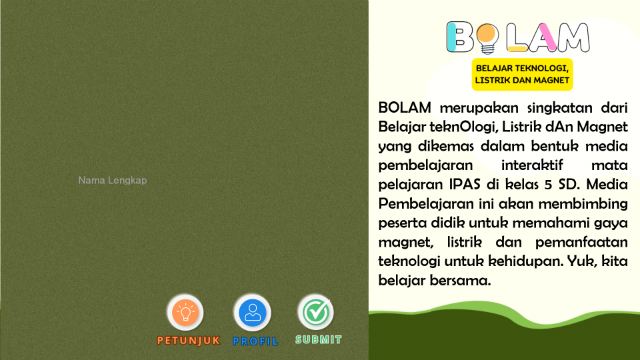 Nama Lengkap
PETUNJUK
PROFIL
SUBMIT
BOLAM
BELAJAR TEKNOLOGI,
LISTRIK DAN MAGNET
BOLAM merupakan singkatan dari
Belajar teknOlogi, Listrik dAn Magnet
yang dikemas dalam bentuk media
pembelajaran interaktif mata
pelajaran IPAS di kelas 5 SD. Media
Pembelajaran ini akan membimbing
peserta didik untuk memahami gaya
magnet, listrik dan pemanfaatan
teknologi untuk kehidupan. Yuk, kita
belajar bersama.